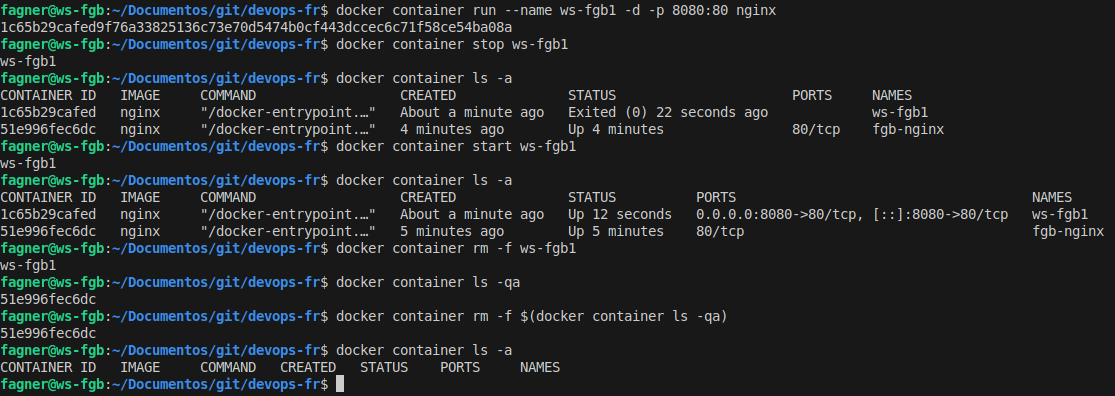 fagner@ws-fgb:~/Documentos/git/devops-fr$ docker container run --name ws-fgb1 -d -p 8080:80 nginx
1c65b29cafed9f76a33825136c73e70d5474b0cf443dccec6c71f58ce54ba08a
fagner@ws-fgb:~/Documentos/git/devops-fr$ docker container stop ws-fgb1
ws-fgb1
fagner@ws-fgb:~/Documentos/git/devops-fr$ docker container ls -a
CONTAINER ID   IMAGE     COMMAND                  CREATED              STATUS                      PORTS     NAMES
1c65b29cafed   nginx     "/docker-entrypoint.…"   About a minute ago   Exited (0) 22 seconds ago             ws-fgb1
51e996fec6dc   nginx     "/docker-entrypoint.…"   4 minutes ago        Up 4 minutes                80/tcp    fgb-nginx
fagner@ws-fgb:~/Documentos/git/devops-fr$ docker container start ws-fgb1
ws-fgb1
fagner@ws-fgb:~/Documentos/git/devops-fr$ docker container ls -a
CONTAINER ID   IMAGE     COMMAND                  CREATED              STATUS          PORTS                                     NAMES
1c65b29cafed   nginx     "/docker-entrypoint.…"   About a minute ago   Up 12 seconds   0.0.0.0:8080->80/tcp, [::]:8080->80/tcp   ws-fgb1
51e996fec6dc   nginx     "/docker-entrypoint.…"   5 minutes ago        Up 5 minutes    80/tcp                                    fgb-nginx
fagner@ws-fgb:~/Documentos/git/devops-fr$ docker container rm -f ws-fgb1
ws-fgb1
fagner@ws-fgb:~/Documentos/git/devops-fr$ docker container ls -qa
51e996fec6dc
fagner@ws-fgb:~/Documentos/git/devops-fr$ docker container rm -f $(docker container ls -qa)
51e996fec6dc
fagner@ws-fgb:~/Documentos/git/devops-fr$ docker container ls -a
CONTAINER ID   IMAGE     COMMAND   CREATED   STATUS    PORTS     NAMES
fagner@ws-fgb:~/Documentos/git/devops-fr$